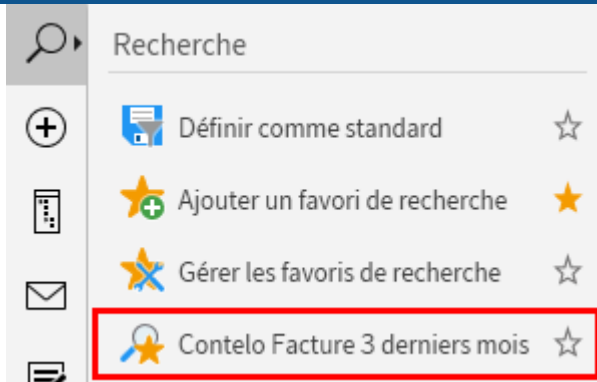 Recherche
Définir comme standard
Ajouter un favori de recherche
Gérer les favoris de recherche
Contelo Facture 3 derniers mois